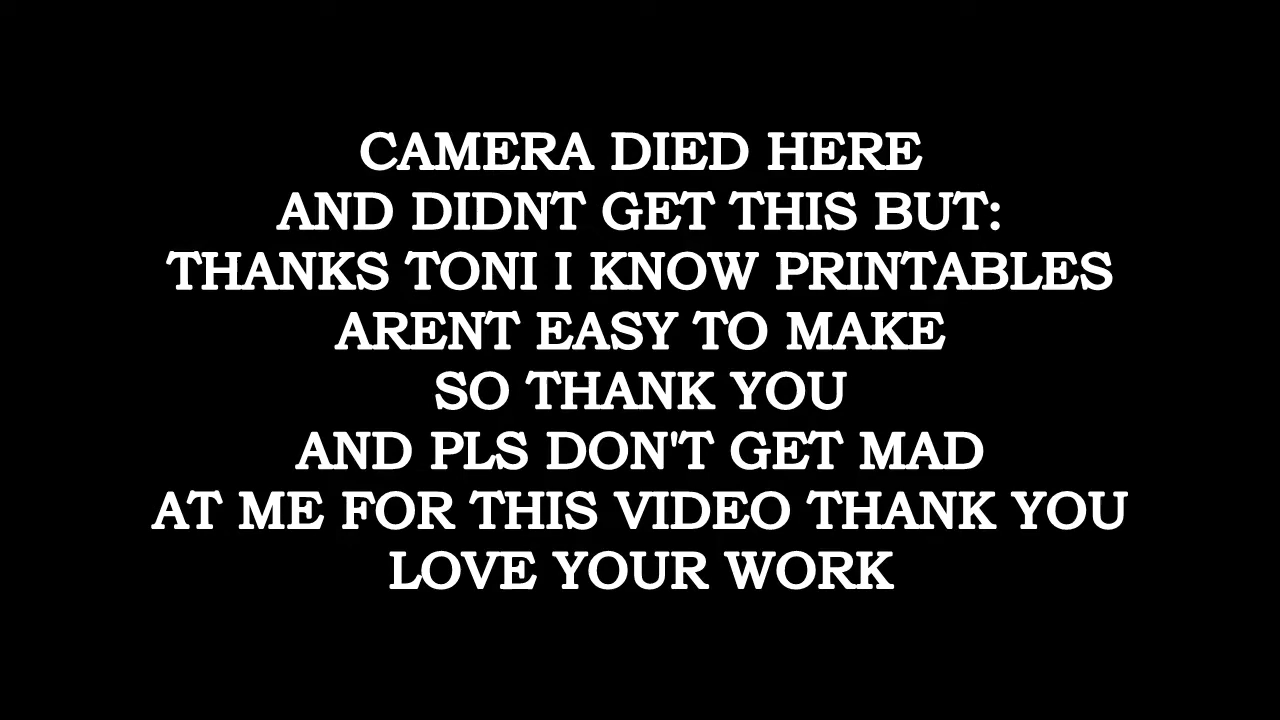 CAMERA DIED HERE
AND DIDNT GET THIS BUT:
THANKS TONI I KNOW PRINTABLES
ARENT EASY TO MAKE
SO THANK YOU
AND PLS DON'T GET MAD
AT ME FOR THIS VIDEO THANK YOU
LOVE YOUR WORK